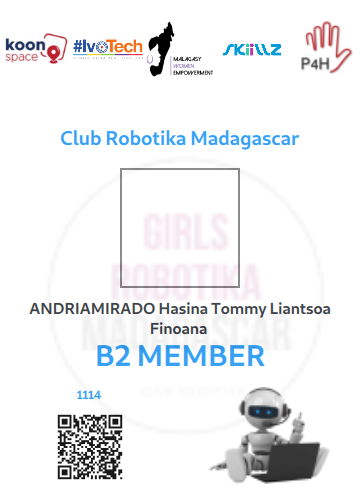 koon
space
#IvoTech
MALAGASY
WOMEN
EMPOWERMENT
SKIILLZ
P4H
Club Robotika Madagascar
GIRLS
ROBOTIKA
MADAGASCAR
ANDRIAMIRADO Hasina Tommy Liantsoa
Finoana
B2 MEMBER
1114